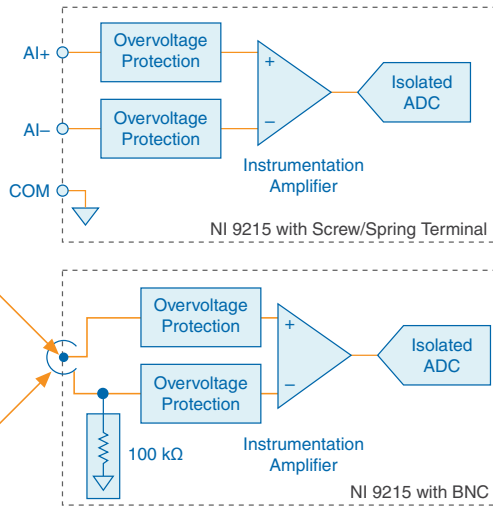 Overvoltage
Protection
AI+
+
Isolated
ADC
Overvoltage
Protection
AI–
–
Instrumentation
Amplifier
COM
NI 9215 with Screw/Spring Terminal
Overvoltage
Protection
+
Isolated
ADC
Overvoltage
Protection
–
100 kΩ
Instrumentation
Amplifier
NI 9215 with BNC